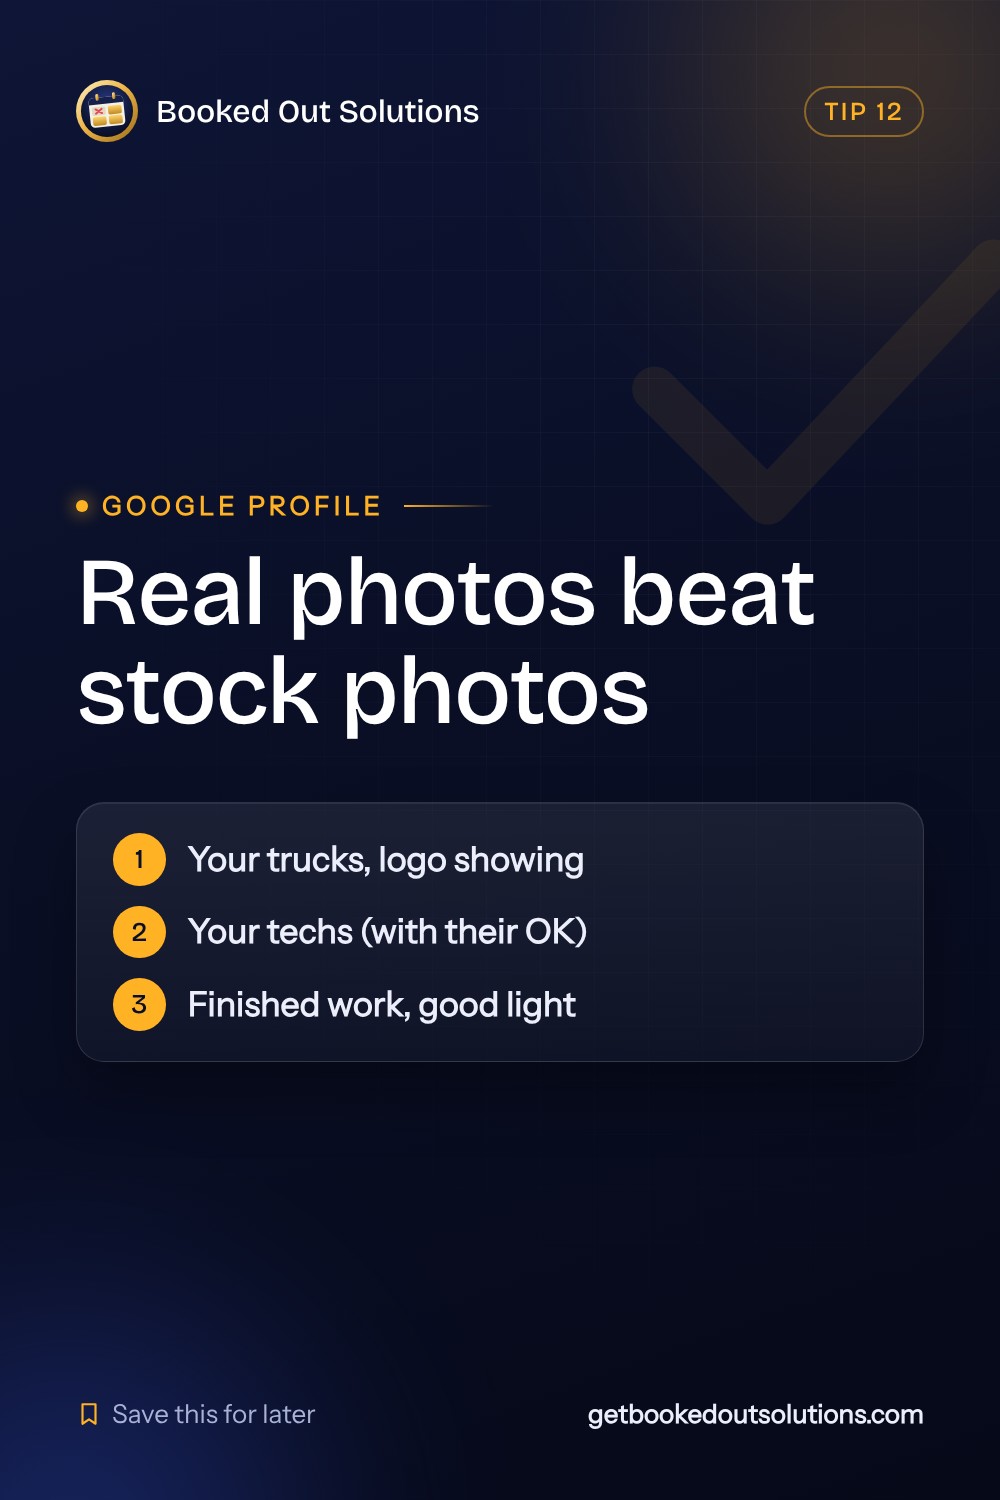 Booked Out Solutions
TIP 12
GOOGLE PROFILE
Real photos beat
stock photos
1 Your trucks, logo showing
2 Your techs (with their OK)
3 Finished work, good light
Save this for later
getbookedoutsolutions.com